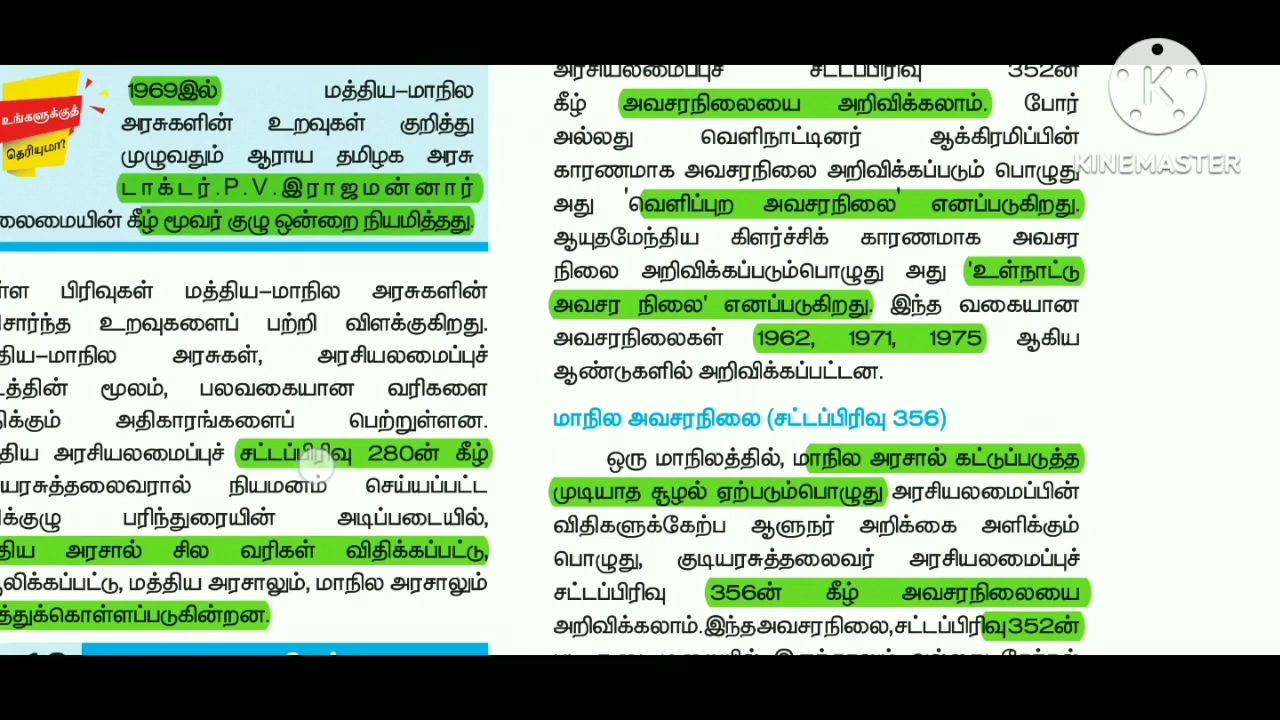 உங்களுக்குத்
தெரியுமா?
1969இல் மத்திய–மாநில
அரசுகளின் உறவுகள் குறித்து
முழுவதும் ஆராய தமிழக அரசு
டாக்டர்.P.V.இராஜமன்னார்
லைமையின் கீழ் மூவர் குழு ஒன்றை நியமித்தது.
ள்ள பிரிவுகள் மத்திய–மாநில அரசுகளின்
சார்ந்த உறவுகளைப் பற்றி விளக்குகிறது.
திய–மாநில அரசுகள், அரசியலமைப்புச்
டத்தின் மூலம், பலவகையான வரிகளை
திக்கும் அதிகாரங்களைப் பெற்றுள்ளன.
திய அரசியலமைப்புச் சட்டப்பிரிவு 280ன் கீழ்
யரசுத்தலைவரால் நியமனம் செய்யப்பட்ட
க்குழு பரிந்துரையின் அடிப்படையில்,
திய அரசால் சில வரிகள் விதிக்கப்பட்டு,
லிக்கப்பட்டு, மத்திய அரசாலும், மாநில அரசாலும்
த்துக்கொள்ளப்படுகின்றன.
அரசியலமைப்புச் சட்டப்பிரிவு 352ன்
கீழ் அவசரநிலையை அறிவிக்கலாம். போர்
அல்லது வெளிநாட்டினர் ஆக்கிரமிப்பின்
காரணமாக அவசரநிலை அறிவிக்கப்படும் பொழுது
அது 'வெளிப்புற அவசரநிலை' எனப்படுகிறது.
ஆயுதமேந்திய கிளர்ச்சிக் காரணமாக அவசர
நிலை அறிவிக்கப்படும்பொழுது அது 'உள்நாட்டு
அவசர நிலை' எனப்படுகிறது. இந்த வகையான
அவசரநிலைகள் 1962, 1971, 1975 ஆகிய
ஆண்டுகளில் அறிவிக்கப்பட்டன.
மாநில அவசரநிலை (சட்டப்பிரிவு 356)
ஒரு மாநிலத்தில், மாநில அரசால் கட்டுப்படுத்த
முடியாத சூழல் ஏற்படும்பொழுது அரசியலமைப்பின்
விதிகளுக்கேற்ப ஆளுநர் அறிக்கை அளிக்கும்
பொழுது, குடியரசுத்தலைவர் அரசியலமைப்புச்
சட்டப்பிரிவு 356ன் கீழ் அவசரநிலையை
அறிவிக்கலாம்.இந்தஅவசரநிலை,சட்டப்பிரிவு352ன்
KINEMASTER